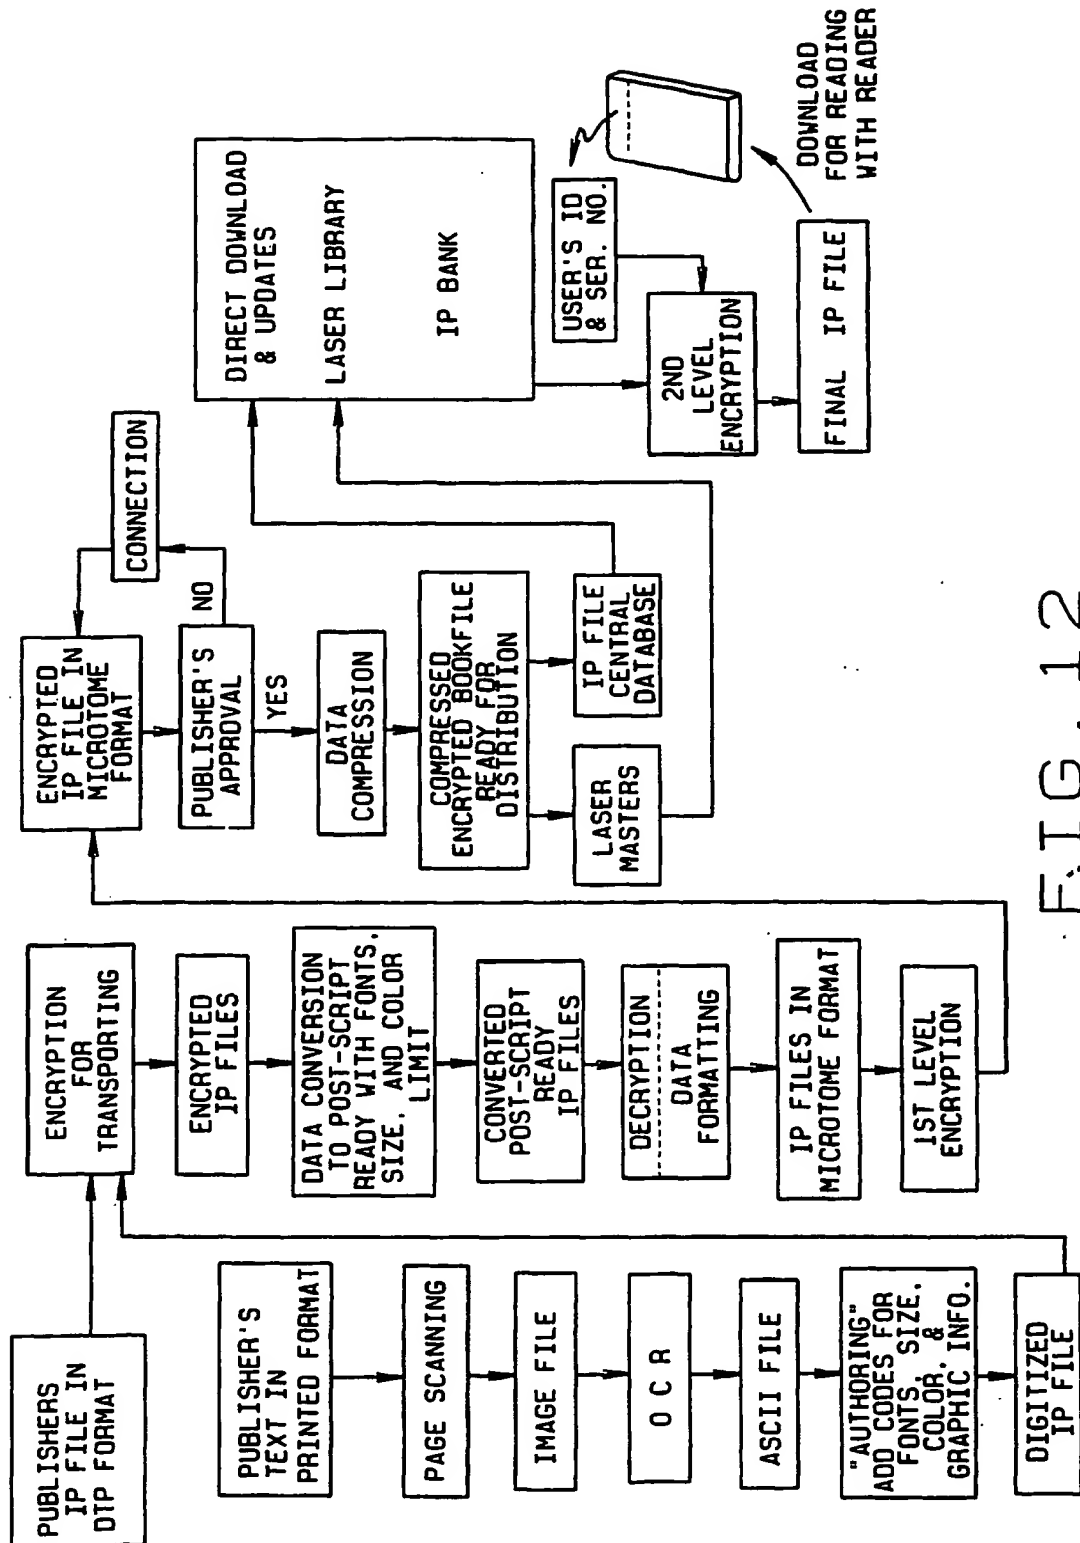 PUBLISHERS
IP FILE IN
DTP FORMAT
PUBLISHER'S
TEXT IN
PRINTED FORMAT
PAGE SCANNING
IMAGE FILE
O C R
ASCII FILE
"AUTHORING"
ADD CODES FOR
FONTS, SIZE,
COLOR, &
GRAPHIC INFO.
DIGITIZED
IP FILE
ENCRYPTION
FOR
TRANSPORTING
ENCRYPTED
IP FILES
DATA CONVERSION
TO POST-SCRIPT
READY WITH FONTS,
SIZE, AND COLOR
LIMIT
CONVERTED
POST-SCRIPT
READY
IP FILES
DECRYPTION
DATA
FORMATTING
IP FILES IN
MICROTOME FORMAT
1ST LEVEL
ENCRYPTION
ENCRYPTED
IP FILE IN
MICROTOME
FORMAT
CONNECTION
PUBLISHER'S
APPROVAL
NO
YES
DATA
COMPRESSION
COMPRESSED
ENCRYPTED BOOKFILE
READY FOR
DISTRIBUTION
LASER
MASTERS
IP FILE
CENTRAL
DATABASE
DIRECT DOWNLOAD
& UPDATES
LASER LIBRARY
IP BANK
USER'S ID
& SER. NO.
2ND
LEVEL
ENCRYPTION
FINAL IP FILE
DOWNLOAD
FOR READING
WITH READER
FIG. 12